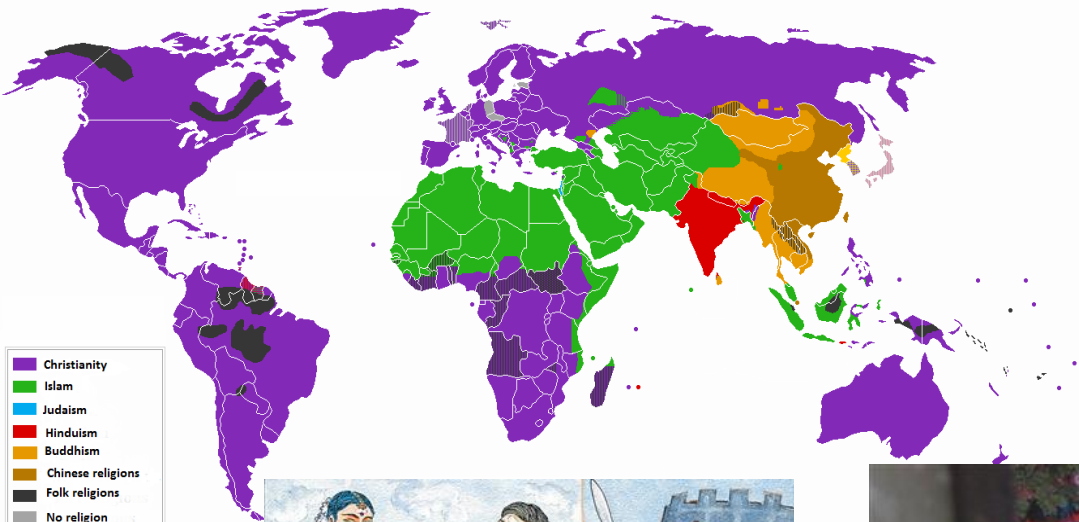 Christianity
Islam
Judaism
Hinduism
Buddhism
Chinese religions
Folk religions
No religion